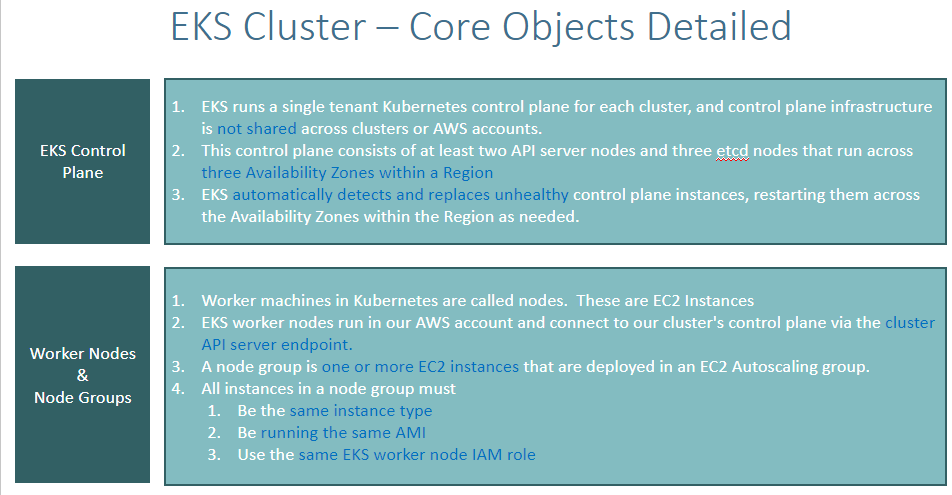 EKS Cluster – Core Objects Detailed
EKS Control
Plane
1. EKS runs a single tenant Kubernetes control plane for each cluster, and control plane infrastructure
is not shared across clusters or AWS accounts.
2. This control plane consists of at least two API server nodes and three etcd nodes that run across
three Availability Zones within a Region
3. EKS automatically detects and replaces unhealthy control plane instances, restarting them across
the Availability Zones within the Region as needed.
Worker Nodes
&
Node Groups
1. Worker machines in Kubernetes are called nodes.  These are EC2 Instances
2. EKS worker nodes run in our AWS account and connect to our cluster's control plane via the cluster
API server endpoint.
3. A node group is one or more EC2 instances that are deployed in an EC2 Autoscaling group.
4. All instances in a node group must
1. Be the same instance type
2. Be running the same AMI
3. Use the same EKS worker node IAM role